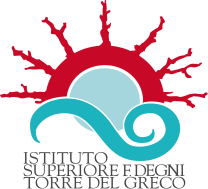 ISTITUTO
SUPERIORE F. DEGNI
TORRE DEL GRECO